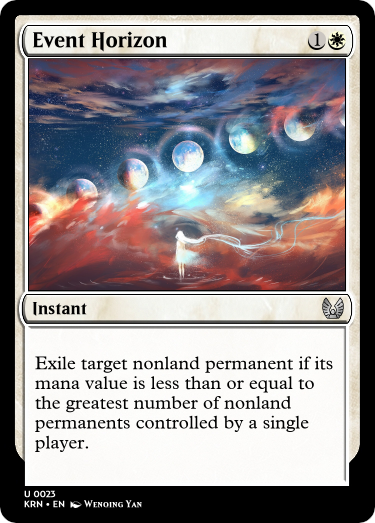 Event Horizon 1
Instant
Exile target nonland permanent if its
mana value is less than or equal to
the greatest number of nonland
permanents controlled by a single
player.
U 0023
KRN • EN Wenqing Yan